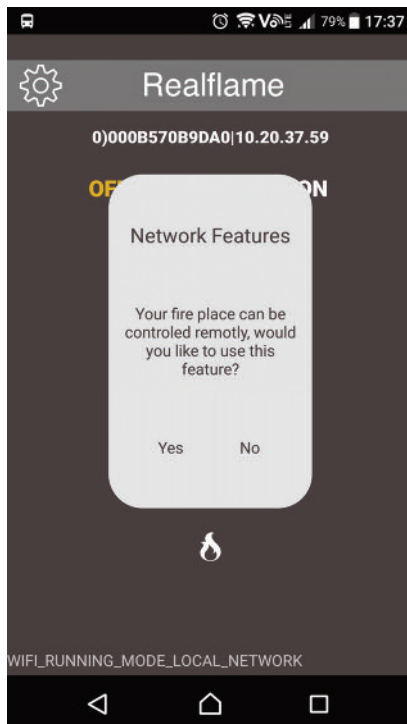 79% 17:37
Realflame
0)000B570B9DA0|10.20.37.59
Network Features
Your fire place can be
controled remotly, would
you like to use this
feature?
Yes No
WIFI_RUNNING_MODE_LOCAL_NETWORK